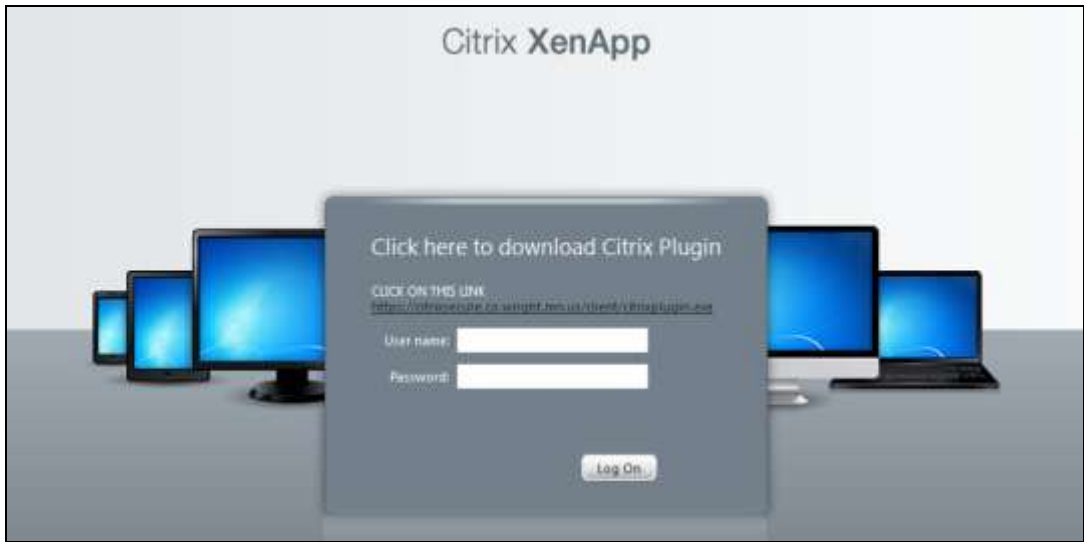 Citrix XenApp
Click here to download Citrix Plugin
CLICK ON THIS LINK
User name:
Password:
Log On